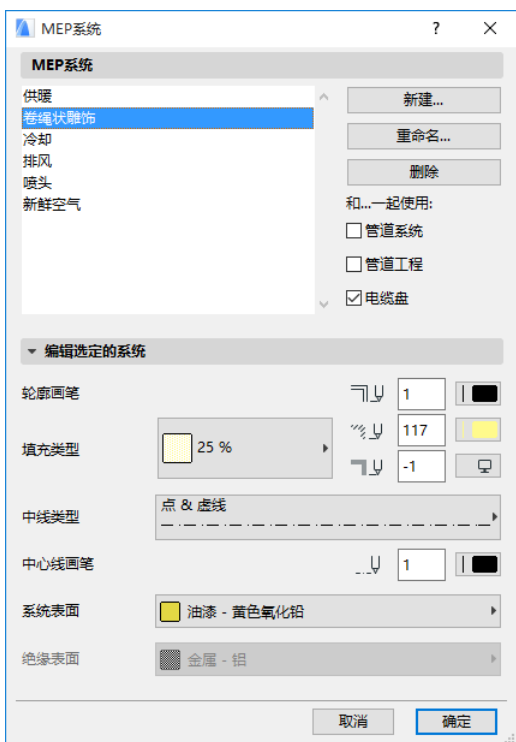 MEP系统
?
MEP系统
供暖
卷绳状雕饰
冷却
排风
喷头
新鲜空气
新建...
重命名...
删除
和...一起使用:
管道系统
管道工程
电缆盘
编辑选定的系统
轮廓画笔
1
填充类型
25 %
117
-1
中线类型
点 & 虚线
中心线画笔
1
系统表面
油漆 - 黄色氧化铅
绝缘表面
金属 - 铝
取消
确定